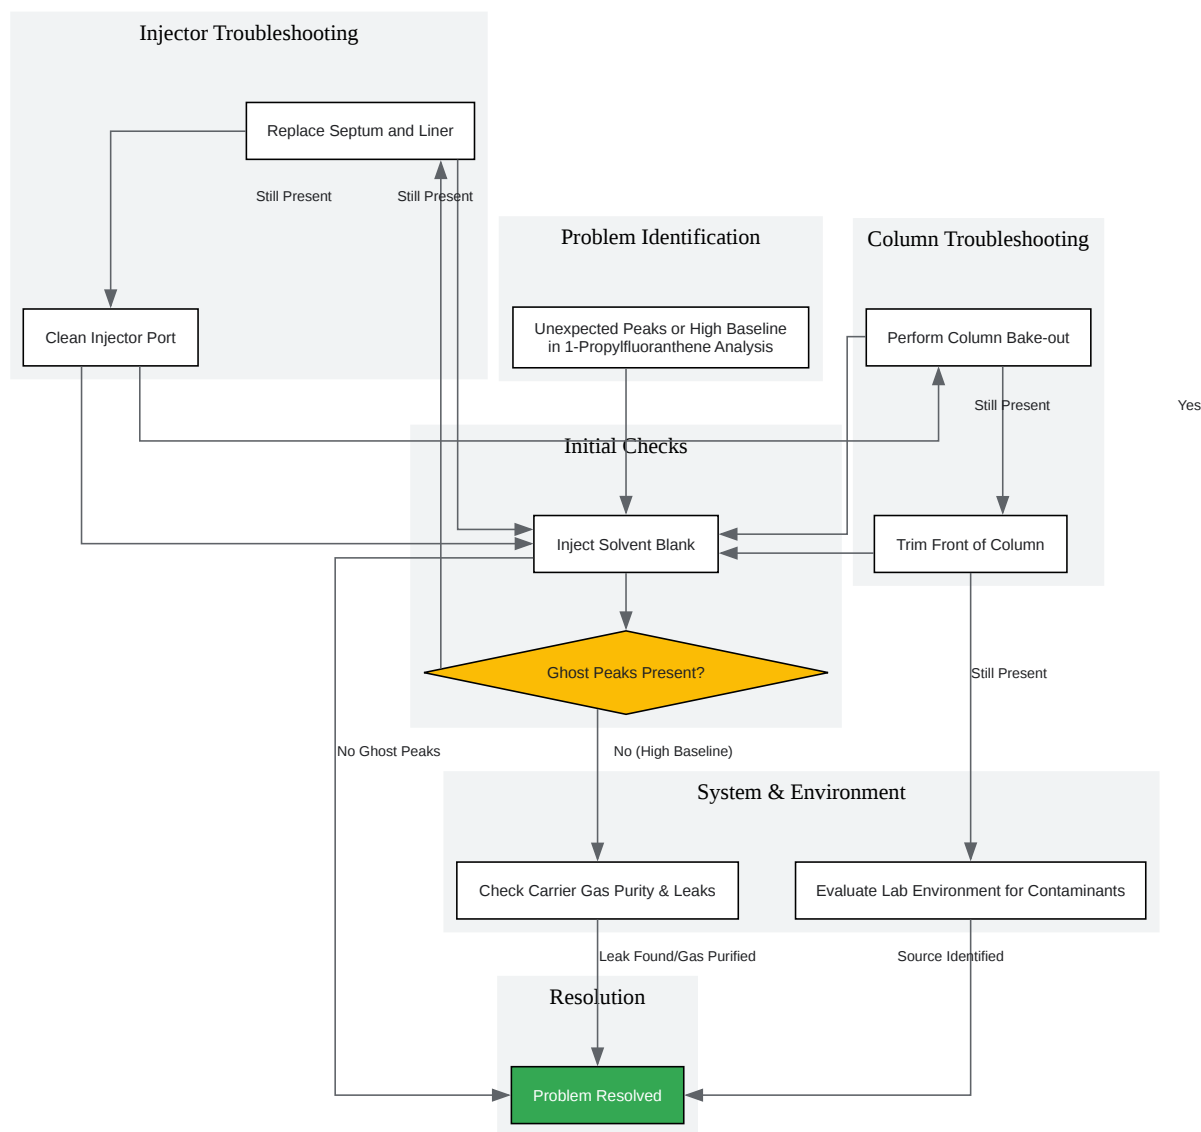 Injector Troubleshooting
Replace Septum and Liner
Still Present
Still Present
Clean Injector Port
Problem Identification
Unexpected Peaks or High Baseline
in 1-Propylfluoranthene Analysis
Column Troubleshooting
Perform Column Bake-out
Still Present
Yes
Initial Checks
Inject Solvent Blank
Trim Front of Column
Ghost Peaks Present?
Still Present
No Ghost Peaks
No (High Baseline)
System & Environment
Check Carrier Gas Purity & Leaks
Evaluate Lab Environment for Contaminants
Leak Found/Gas Purified
Source Identified
Resolution
Problem Resolved